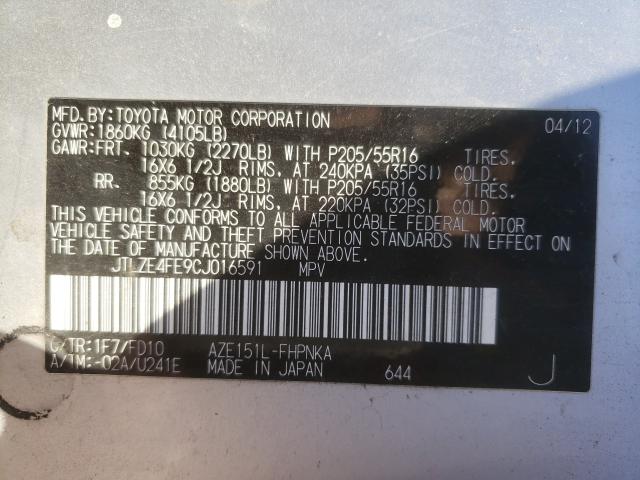 MFD.BY:TOYOTA MOTOR CORPORATION 04/12
GVWR:1860KG (4105LB)
GAWR:FRT. 1030KG (2270LB) WITH P205/55R16 TIRES.
16X6 1/2J RIMS. AT 240KPA (35PSI) COLD.
RR. 855KG (1880LB) WITH P205/55R16 TIRES.
16X6 1/2J RIMS. AT 220KPA (32PSI) COLD.
THIS VEHICLE CONFORMS TO ALL APPLICABLE FEDERAL MOTOR
VEHICLE SAFETY AND THEFT PREVENTION STANDARDS IN EFFECT ON
THE DATE OF MANUFACTURE SHOWN ABOVE.
JTLZE4FE9CJ016591 MPV
C/TR:1F7/FD10 AZE151L-FHPNKA
A/TM:-02A/U241E MADE IN JAPAN 644 J